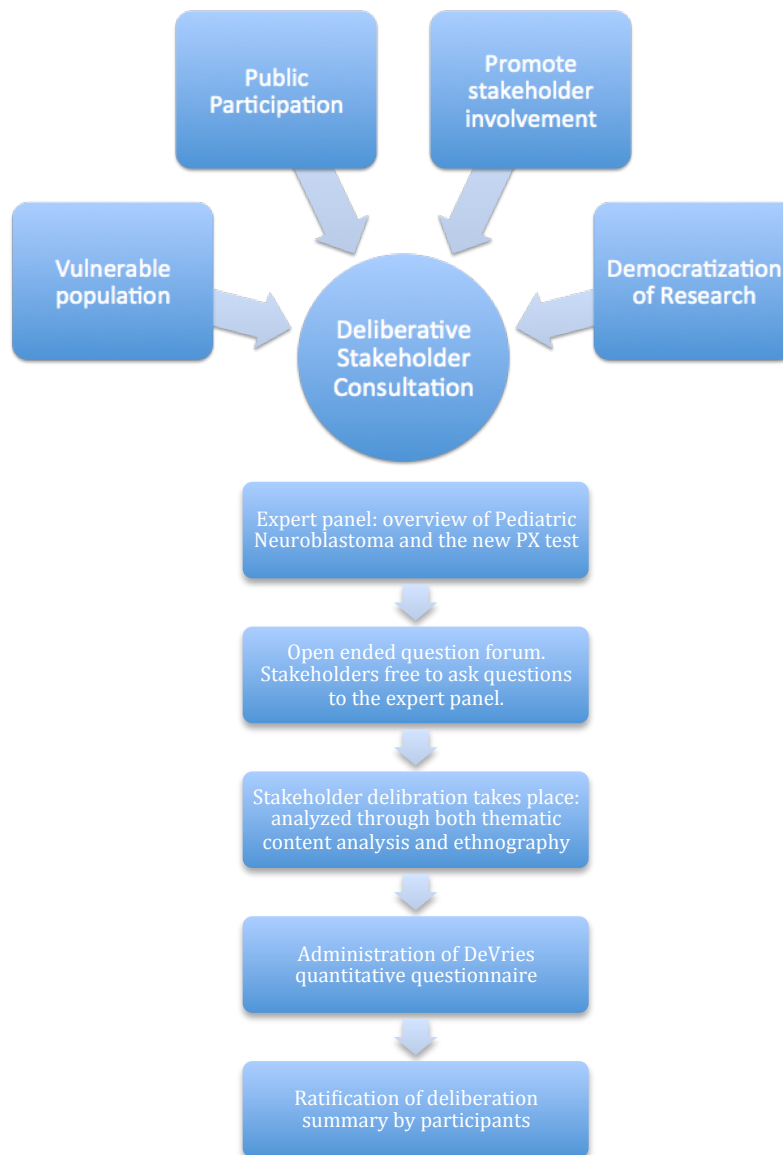 Public
Participation
Promote
stakeholder
involvement
Vulnerable
population
Democratization
of Research
Deliberative
Stakeholder
Consultation
Expert panel: overview of Pediatric
Neuroblastoma and the new PX test
Open ended question forum.
Stakeholders free to ask questions
to the expert panel.
Stakeholder delibration takes place:
analyzed through both thematic
content analysis and ethnography
Administration of DeVries
quantitative questionnaire
Ratification of deliberation
summary by participants